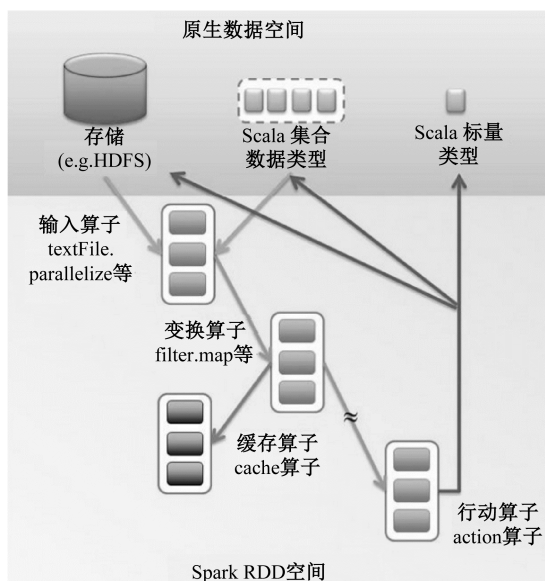 原生数据空间
存储
(e.g.HDFS)
Scala 集合
数据类型
Scala 标量
类型
输入算子
textFile.
parallelize等
变换算子
filter.map等
≈
缓存算子
cache算子
行动算子
action算子
Spark RDD空间